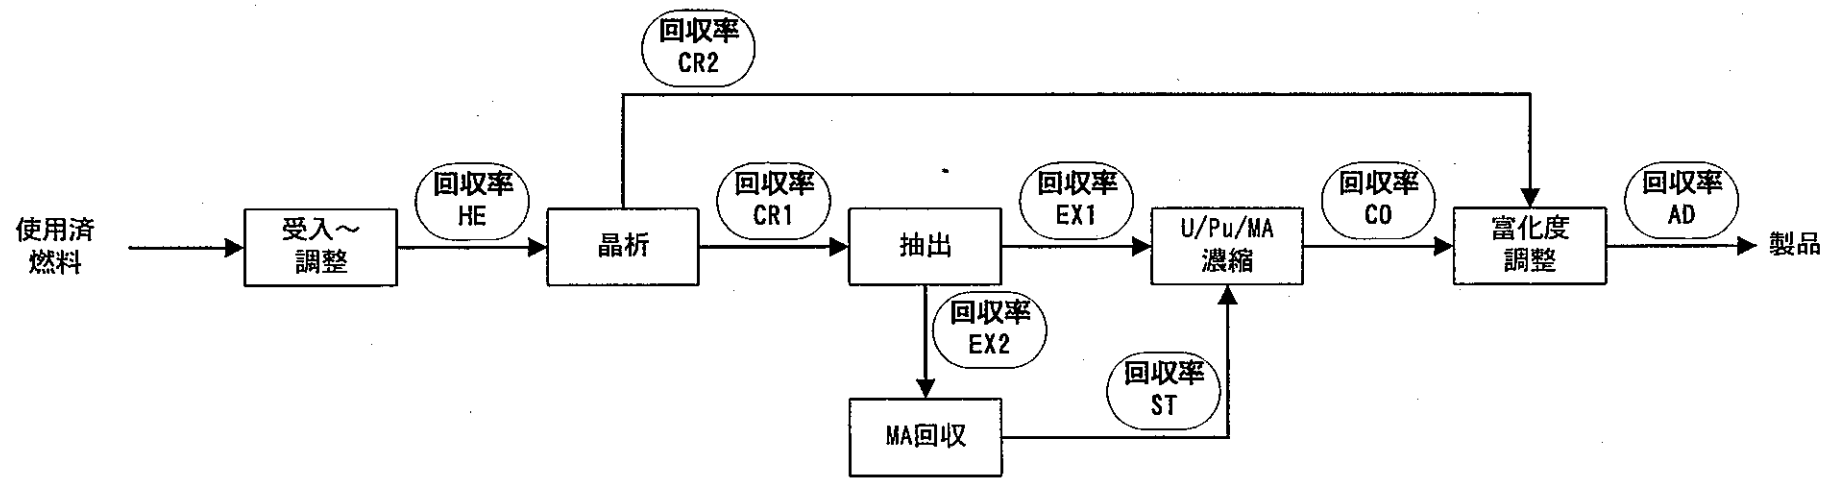 回収率
CR2
回収率
HE
回収率
CR1
回収率
EX1
回収率
CO
回収率
AD
使用済
燃料
受入～
調整
晶析
抽出
U/Pu/MA
濃縮
富化度
調整
製品
回収率
EX2
回収率
ST
MA回収